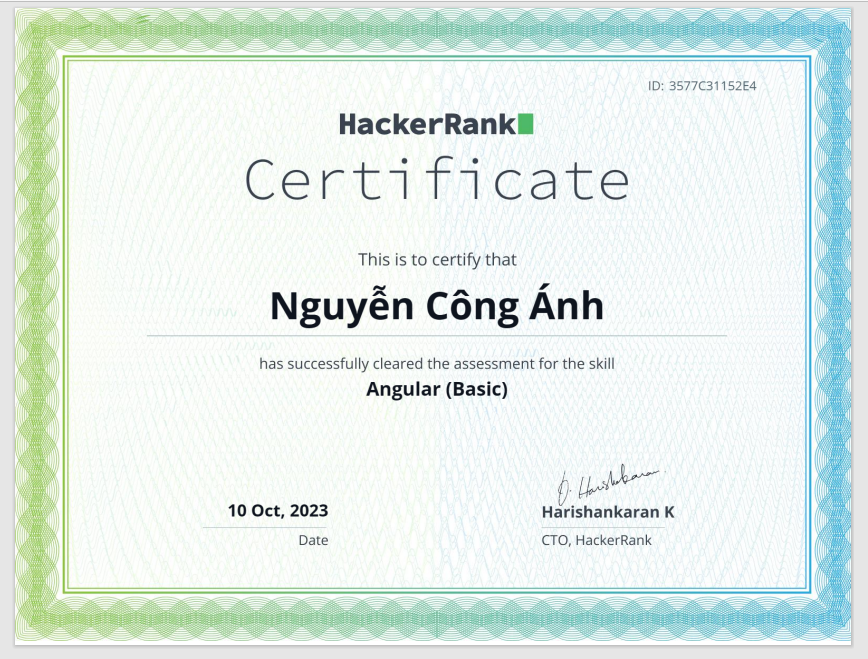 ID: 3577C31152E4
HackerRank
Certificate
This is to certify that
Nguyễn Công Ánh
has successfully cleared the assessment for the skill
Angular (Basic)
10 Oct, 2023
Date
Harishankaran K
CTO, HackerRank